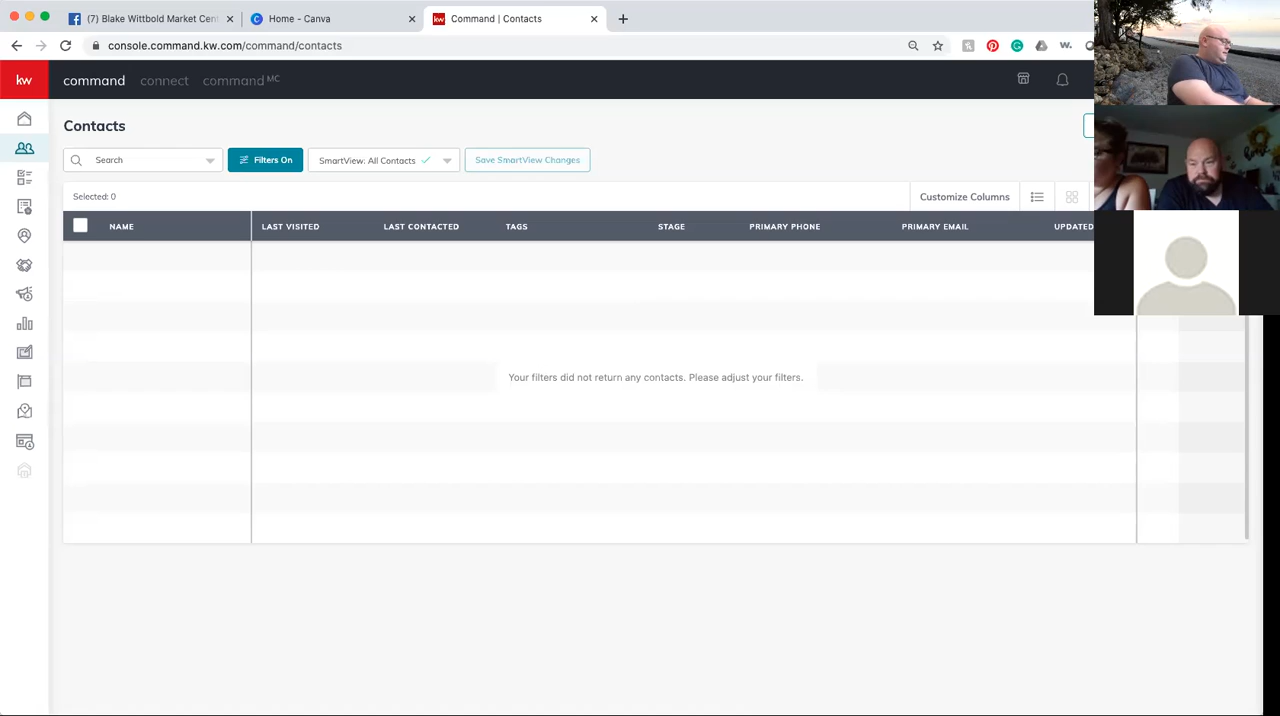 (7) Blake Wittbold Market Cent
Home - Canva
Command | Contacts
console.command.kw.com/command/contacts
kw
command connect command MC
Contacts
Search
Filters On
SmartView: All Contacts
Save SmartView Changes
Selected: 0
Customize Columns
NAME LAST VISITED LAST CONTACTED TAGS STAGE PRIMARY PHONE PRIMARY EMAIL UPDATED
Your filters did not return any contacts. Please adjust your filters.